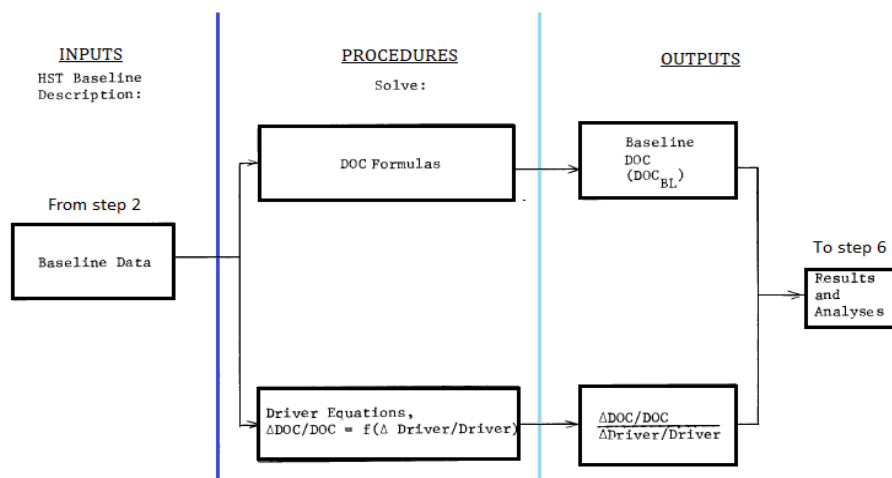 INPUTS
HST Baseline
Description:
From step 2
Baseline Data
PROCEDURES
Solve:
DOC Formulas
Driver Equations,
ΔDOC/DOC = f(Δ Driver/Driver)
OUTPUTS
Baseline
DOC
(DOC_BL)
ΔDOC/DOC
ΔDriver/Driver
To step 6
Results
and
Analyses